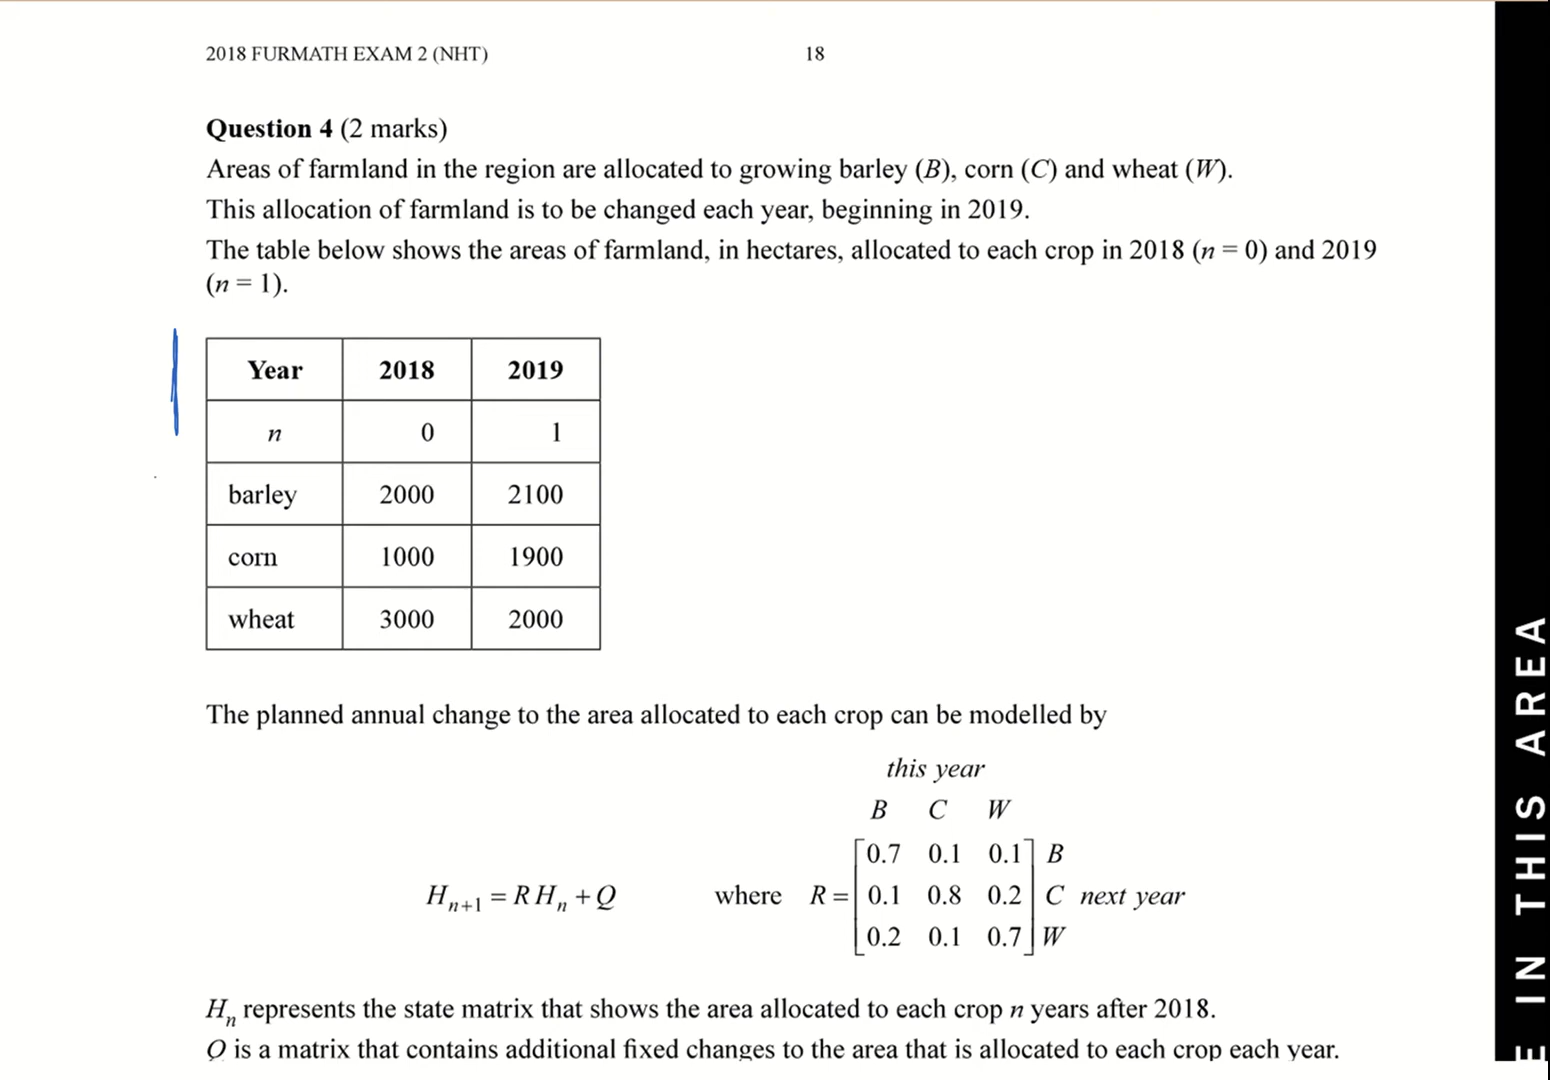 2018 FURMATH EXAM 2 (NHT)
18
Question 4 (2 marks)
Areas of farmland in the region are allocated to growing barley (B), corn (C) and wheat (W).
This allocation of farmland is to be changed each year, beginning in 2019.
The table below shows the areas of farmland, in hectares, allocated to each crop in 2018 (n = 0) and 2019
(n = 1).
Year 2018 2019
n 0 1
barley 2000 2100
corn 1000 1900
wheat 3000 2000
The planned annual change to the area allocated to each crop can be modelled by
this year
B C W
0.7 0.1 0.1 B
Hₙ₊₁ = R Hₙ + Q where R = 0.1 0.8 0.2 C next year
0.2 0.1 0.7 W
Hₙ represents the state matrix that shows the area allocated to each crop n years after 2018.
Q is a matrix that contains additional fixed changes to the area that is allocated to each crop each year.
E IN THIS AREA